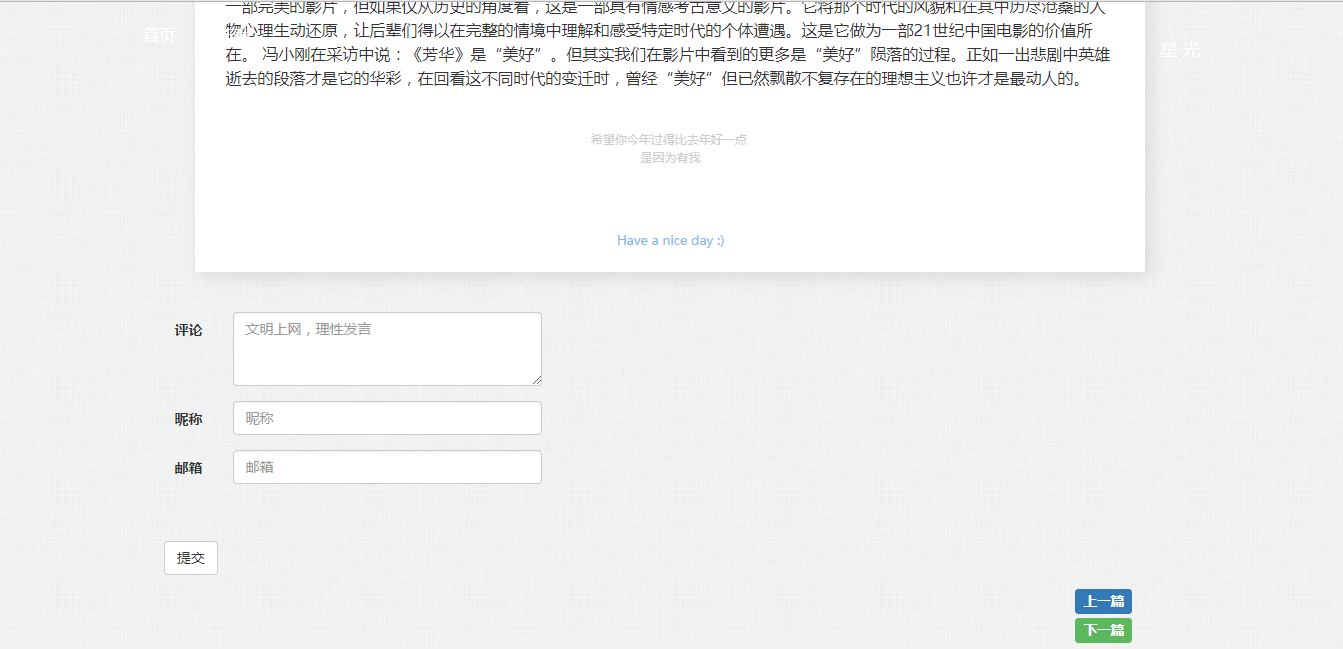 一部完美的影片，但如果仅从历史的角度看，这是一部具有情感考古意义的影片。它将那个时代的风貌和在其中历尽沧桑的人
首页
物心理生动还原，让后辈们得以在完整的情境中理解和感受特定时代的个体遭遇。这是它做为一部21世纪中国电影的价值所
在。 冯小刚在采访中说：《芳华》是“美好”。但其实我们在影片中看到的更多是“美好”陨落的过程。正如一出悲剧中英雄
星·光
逝去的段落才是它的华彩，在回看这不同时代的变迁时，曾经“美好”但已然飘散不复存在的理想主义也许才是最动人的。
希望你今年过得比去年好一点
是因为有我
Have a nice day :)
评论
文明上网，理性发言
昵称
昵称
邮箱
邮箱
提交
上一篇
下一篇